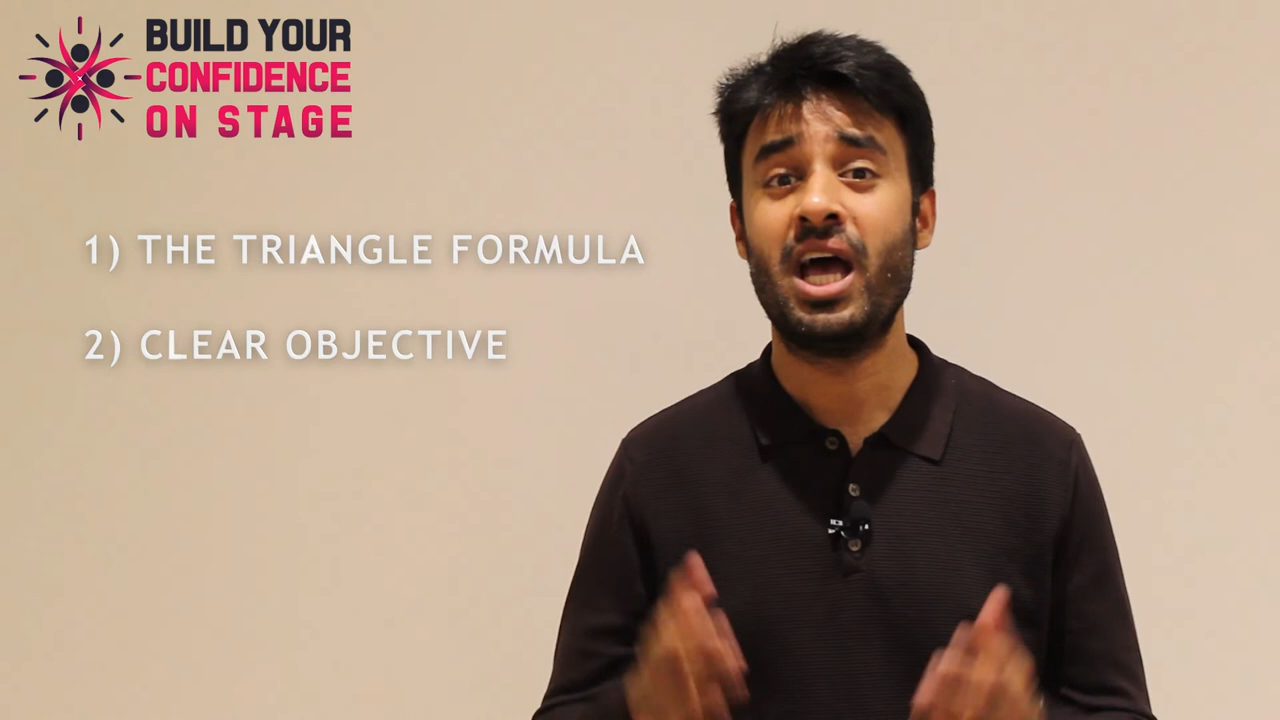 BUILD YOUR
CONFIDENCE
ON STAGE
1) THE TRIANGLE FORMULA
2) CLEAR OBJECTIVE